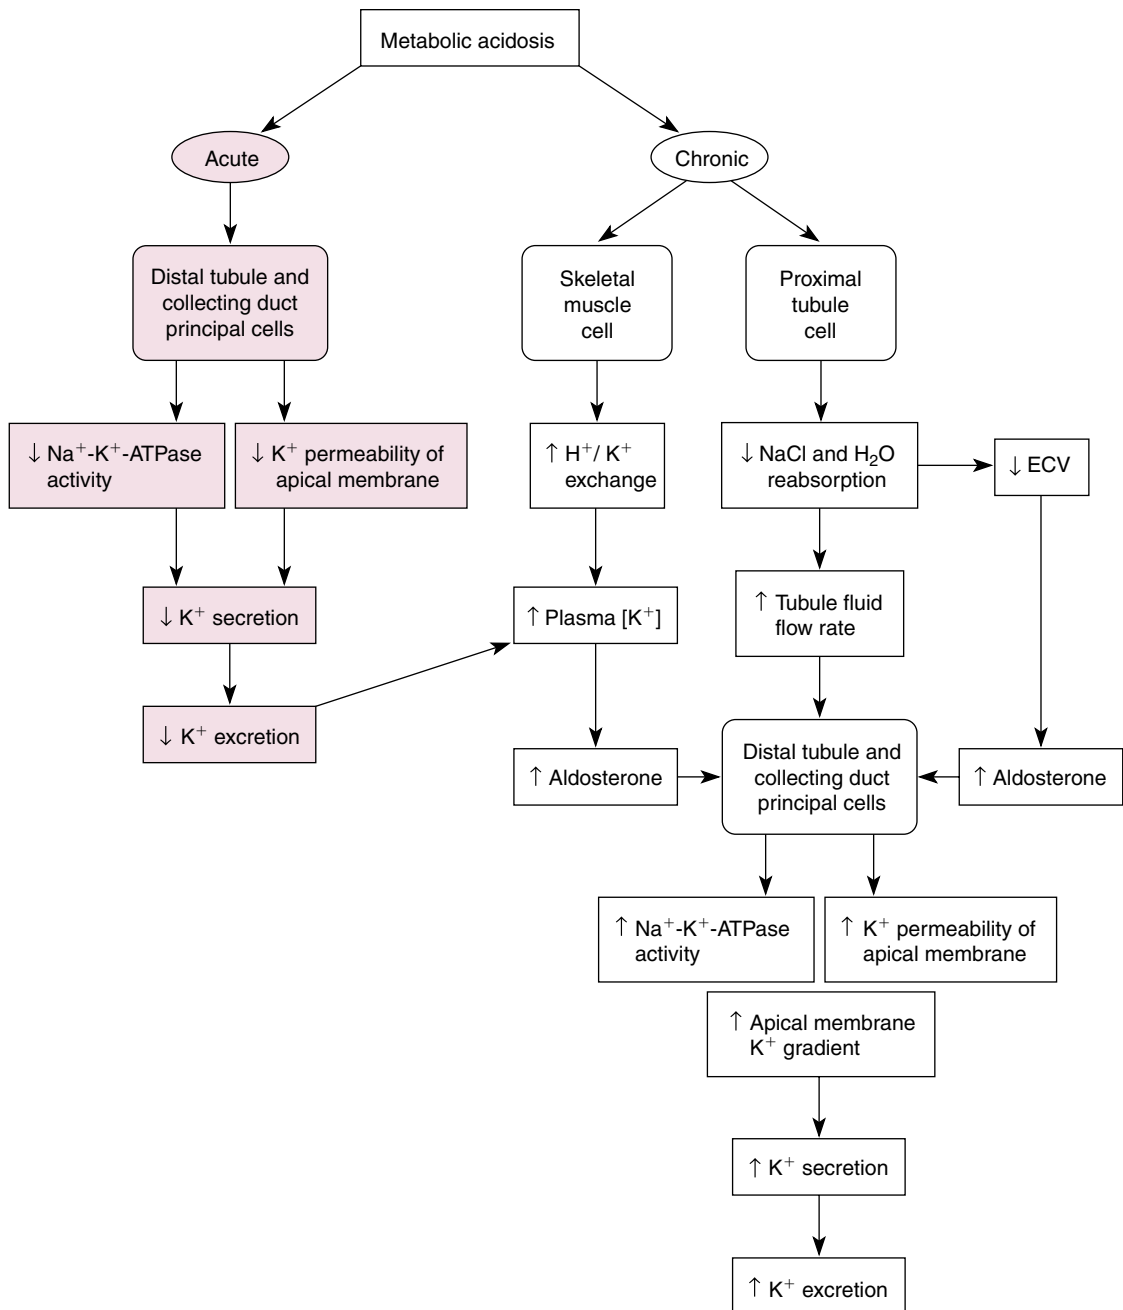 Metabolic acidosis
Acute
Chronic
Distal tubule and
collecting duct
principal cells
Skeletal
muscle
cell
Proximal
tubule
cell
↓ Na⁺-K⁺-ATPase
activity
↓ K⁺ permeability of
apical membrane
↑ H⁺/ K⁺
exchange
↓ NaCl and H₂O
reabsorption
↓ ECV
↓ K⁺ secretion
↑ Plasma [K⁺]
↑ Tubule fluid
flow rate
↓ K⁺ excretion
↑ Aldosterone
Distal tubule and
collecting duct
principal cells
↑ Aldosterone
↑ Na⁺-K⁺-ATPase
activity
↑ K⁺ permeability of
apical membrane
↑ Apical membrane
K⁺ gradient
↑ K⁺ secretion
↑ K⁺ excretion